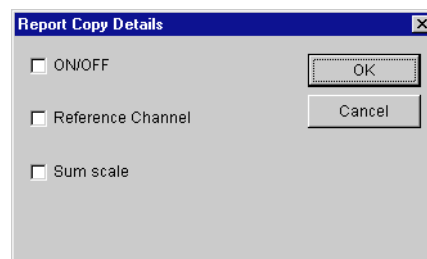 Report Copy Details
ON/OFF
OK
Reference Channel
Cancel
Sum scale